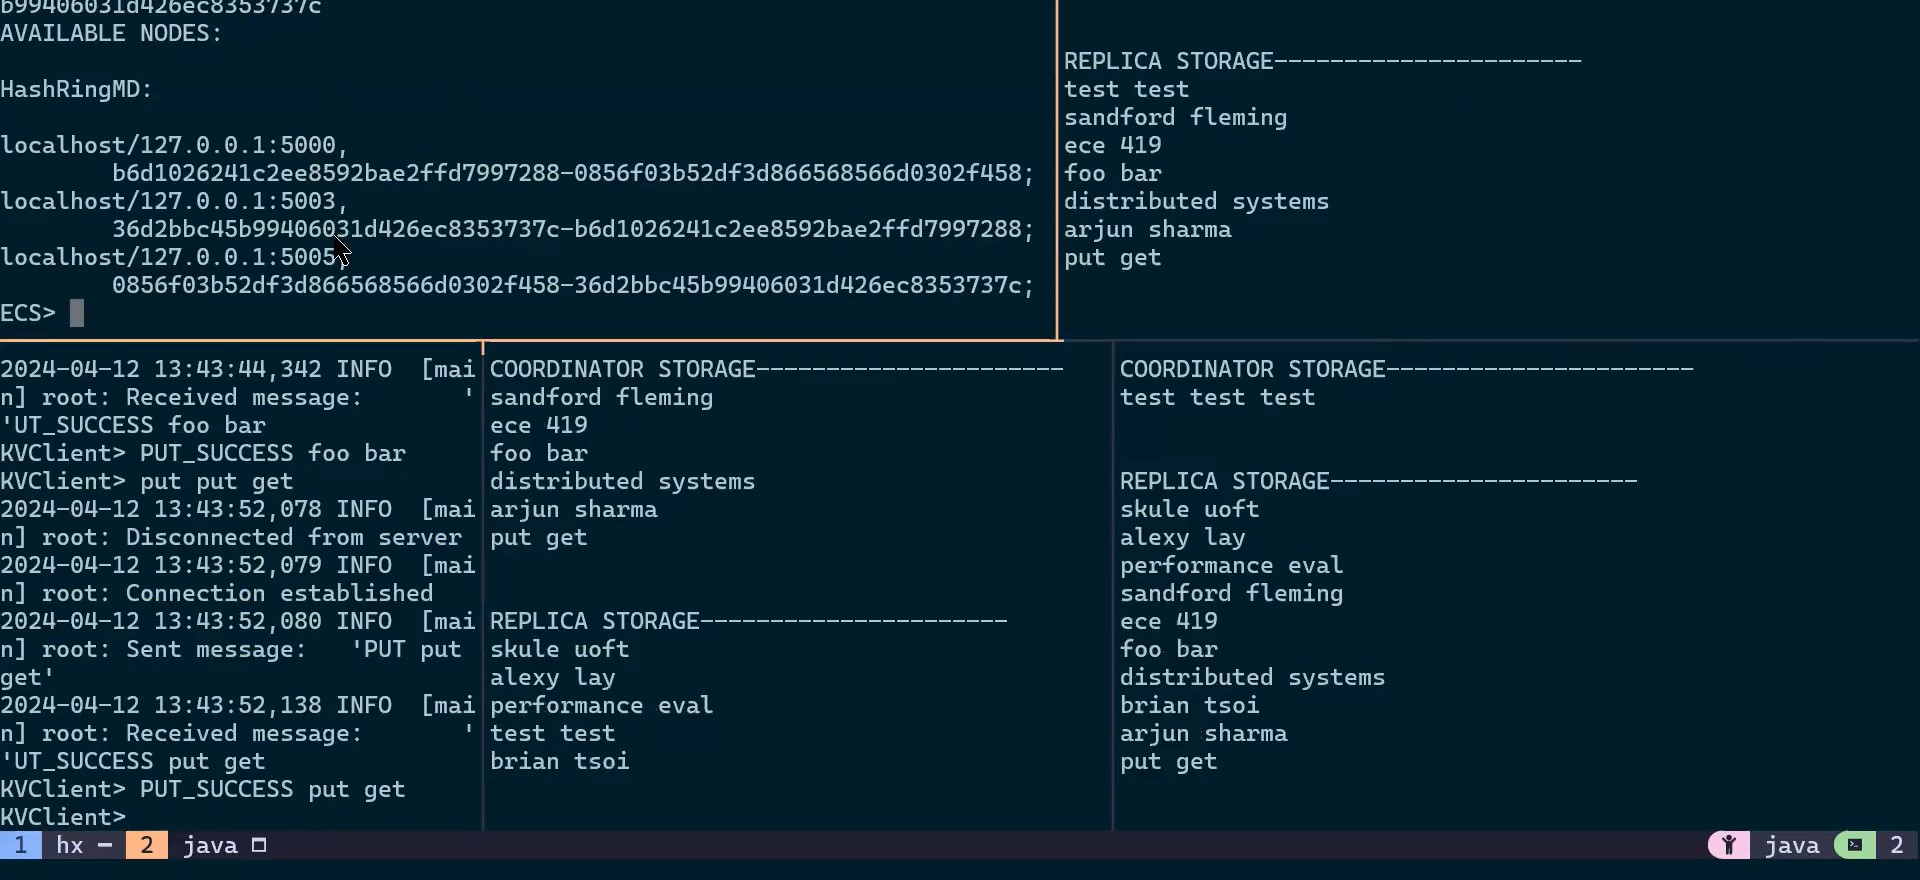 b99406031d426ec8353737c
AVAILABLE NODES:
HashRingMD:
localhost/127.0.0.1:5000,
b6d1026241c2ee8592bae2ffd7997288-0856f03b52df3d866568566d0302f458;
localhost/127.0.0.1:5003,
36d2bbc45b99406031d426ec8353737c-b6d1026241c2ee8592bae2ffd7997288;
localhost/127.0.0.1:5005,
0856f03b52df3d866568566d0302f458-36d2bbc45b99406031d426ec8353737c;
ECS>
REPLICA STORAGE----------------------
test test
sandford fleming
ece 419
foo bar
distributed systems
arjun sharma
put get
2024-04-12 13:43:44,342 INFO  [mai
n] root: Received message:       '
'UT_SUCCESS foo bar
KVClient> PUT_SUCCESS foo bar
KVClient> put put get
2024-04-12 13:43:52,078 INFO  [mai
n] root: Disconnected from server
2024-04-12 13:43:52,079 INFO  [mai
n] root: Connection established
2024-04-12 13:43:52,080 INFO  [mai
n] root: Sent message:   'PUT put
get'
2024-04-12 13:43:52,138 INFO  [mai
n] root: Received message:       '
'UT_SUCCESS put get
KVClient> PUT_SUCCESS put get
KVClient>
COORDINATOR STORAGE----------------------
sandford fleming
ece 419
foo bar
distributed systems
arjun sharma
put get
REPLICA STORAGE----------------------
skule uoft
alexy lay
performance eval
test test
brian tsoi
COORDINATOR STORAGE----------------------
test test test
REPLICA STORAGE----------------------
skule uoft
alexy lay
performance eval
sandford fleming
ece 419
foo bar
distributed systems
brian tsoi
arjun sharma
put get
1 hx - 2 java
java 2